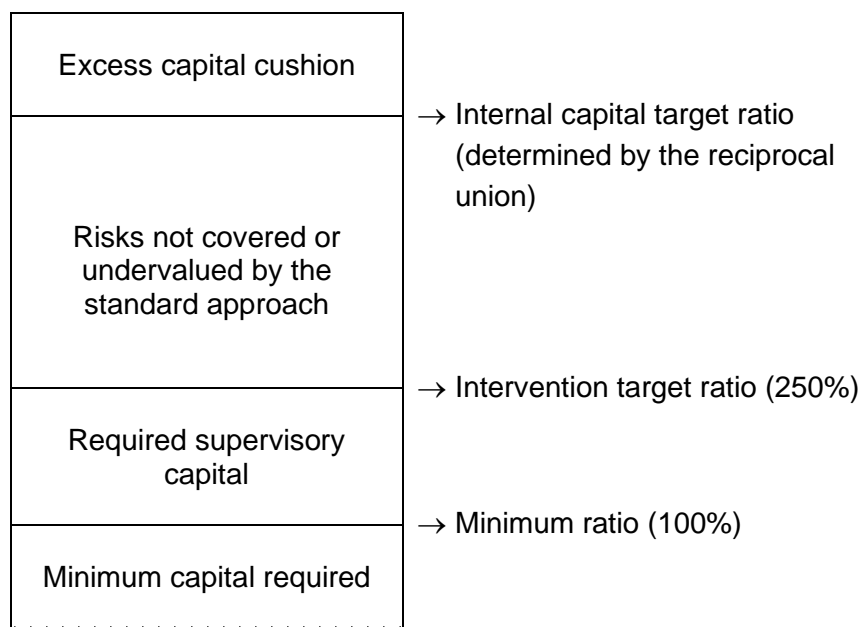 Excess capital cushion
→ Internal capital target ratio
(determined by the reciprocal
union)
Risks not covered or
undervalued by the
standard approach
→ Intervention target ratio (250%)
Required supervisory
capital
→ Minimum ratio (100%)
Minimum capital required